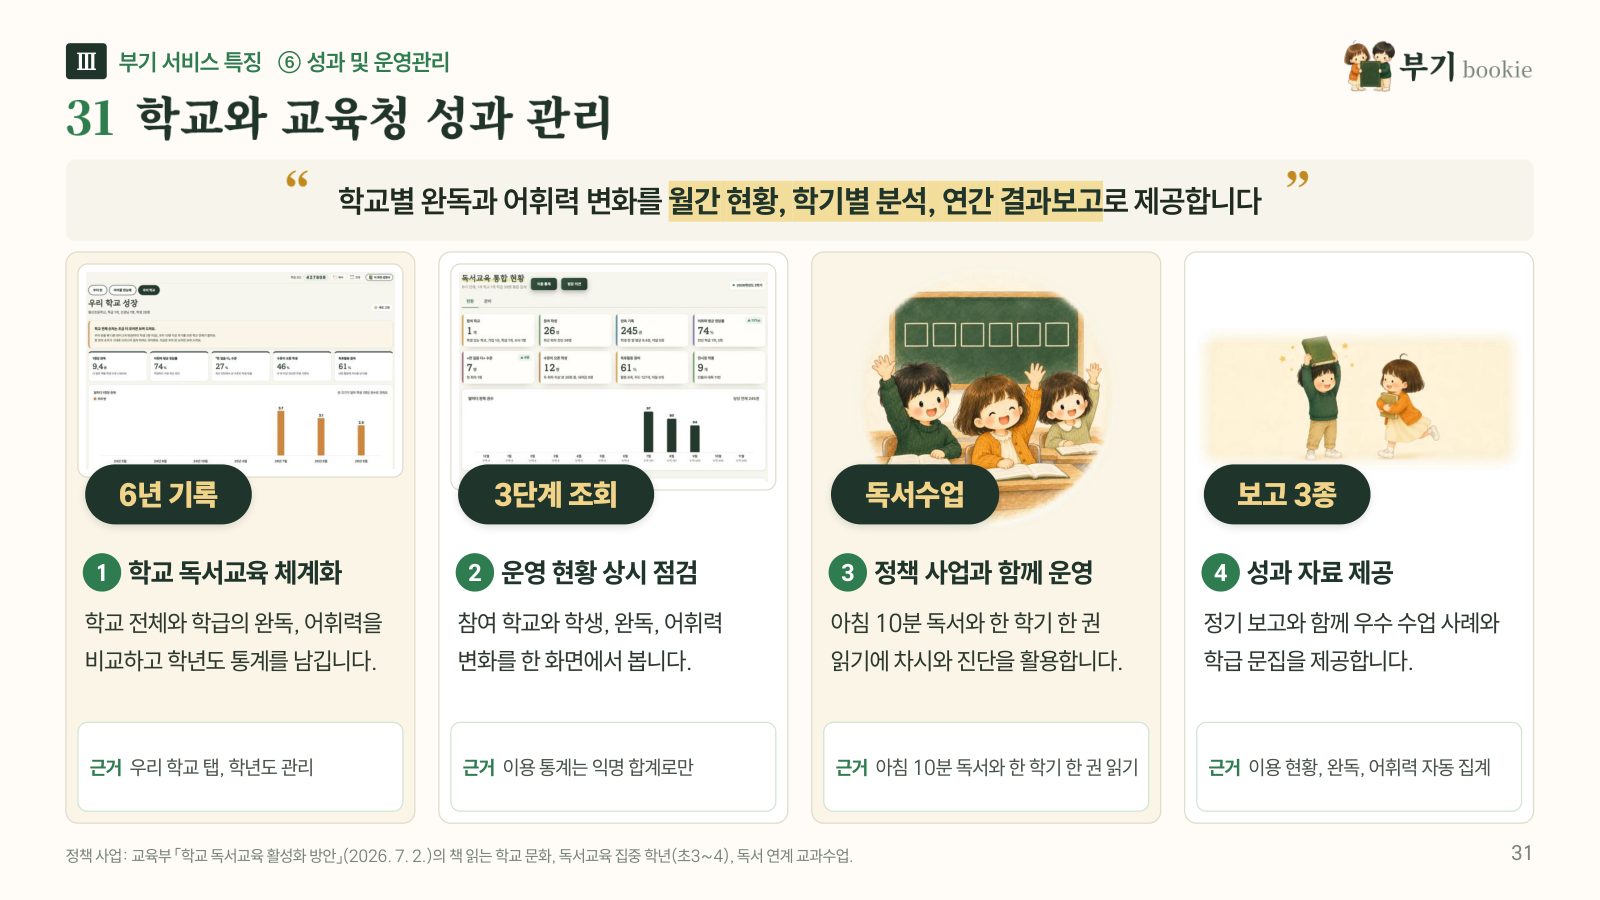 Ⅲ 부기 서비스 특징 ⑥ 성과 및 운영관리
부기 bookie
31 학교와 교육청 성과 관리
“ 학교별 완독과 어휘력 변화를 월간 현황, 학기별 분석, 연간 결과보고로 제공합니다 ”
우리 학교 성장
9.4
74%
27%
46%
61%
독서교육 통합 현황
1
26
245
74%
7
12
61%
9
6년 기록
3단계 조회
독서수업
보고 3종
1 학교 독서교육 체계화
학교 전체와 학급의 완독, 어휘력을
비교하고 학년도 통계를 남깁니다.
근거 우리 학교 탭, 학년도 관리
2 운영 현황 상시 점검
참여 학교와 학생, 완독, 어휘력
변화를 한 화면에서 봅니다.
근거 이용 통계는 익명 합계로만
3 정책 사업과 함께 운영
아침 10분 독서와 한 학기 한 권
읽기에 차시와 진단을 활용합니다.
근거 아침 10분 독서와 한 학기 한 권 읽기
4 성과 자료 제공
정기 보고와 함께 우수 수업 사례와
학급 문집을 제공합니다.
근거 이용 현황, 완독, 어휘력 자동 집계
정책 사업: 교육부 「학교 독서교육 활성화 방안」(2026. 7. 2.)의 책 읽는 학교 문화, 독서교육 집중 학년(초3~4), 독서 연계 교과수업.
31